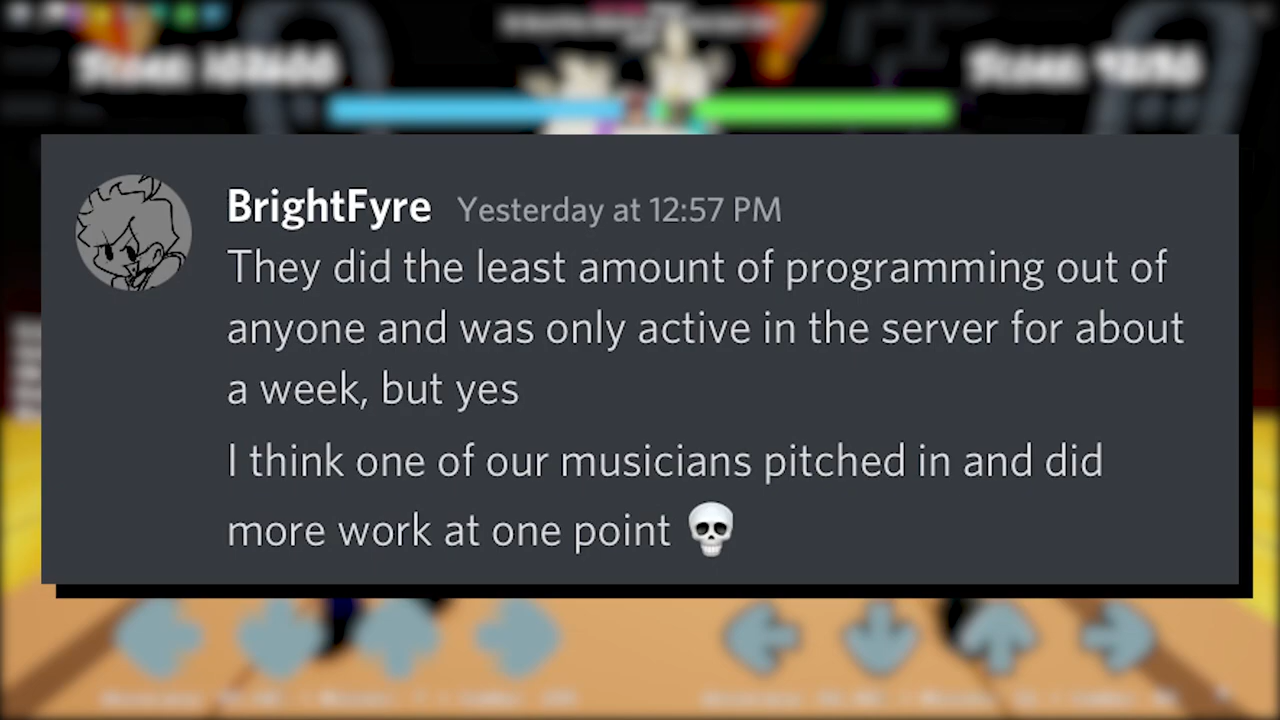 BrightFyre Yesterday at 12:57 PM
They did the least amount of programming out of
anyone and was only active in the server for about
a week, but yes
I think one of our musicians pitched in and did
more work at one point 💀